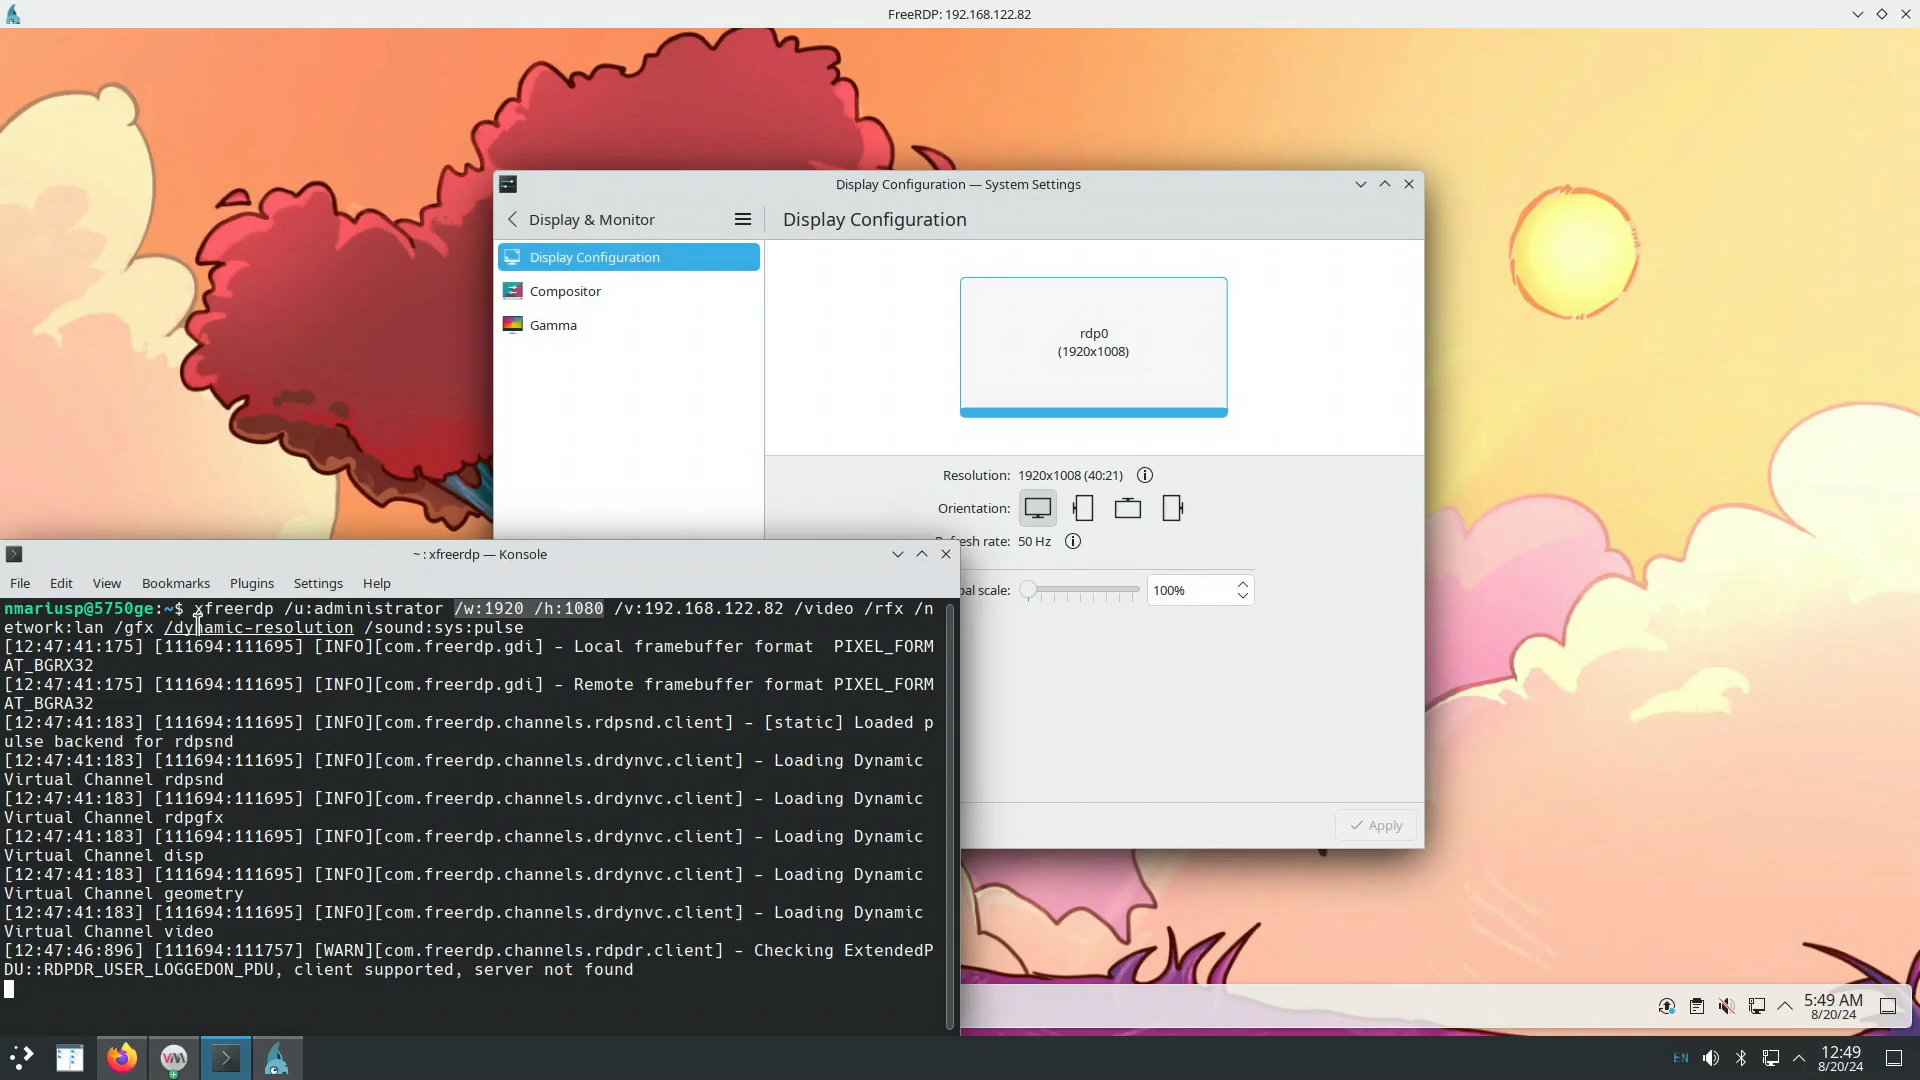 FreeRDP: 192.168.122.82
Display Configuration — System Settings
Display & Monitor
Display Configuration
Display Configuration
Compositor
Gamma
rdp0
(1920x1008)
Resolution: 1920x1008 (40:21)
Orientation:
esh rate: 50 Hz
al scale: 100%
Apply
~ : xfreerdp — Konsole
File Edit View Bookmarks Plugins Settings Help
nmariusp@5750ge:~$ xfreerdp /u:administrator /w:1920 /h:1080 /v:192.168.122.82 /video /rfx /n
etwork:lan /gfx /dynamic-resolution /sound:sys:pulse
[12:47:41:175] [111694:111695] [INFO][com.freerdp.gdi] - Local framebuffer format  PIXEL_FORM
AT_BGRX32
[12:47:41:175] [111694:111695] [INFO][com.freerdp.gdi] - Remote framebuffer format PIXEL_FORM
AT_BGRA32
[12:47:41:183] [111694:111695] [INFO][com.freerdp.channels.rdpsnd.client] - [static] Loaded p
ulse backend for rdpsnd
[12:47:41:183] [111694:111695] [INFO][com.freerdp.channels.drdynvc.client] - Loading Dynamic
Virtual Channel rdpsnd
[12:47:41:183] [111694:111695] [INFO][com.freerdp.channels.drdynvc.client] - Loading Dynamic
Virtual Channel rdpgfx
[12:47:41:183] [111694:111695] [INFO][com.freerdp.channels.drdynvc.client] - Loading Dynamic
Virtual Channel disp
[12:47:41:183] [111694:111695] [INFO][com.freerdp.channels.drdynvc.client] - Loading Dynamic
Virtual Channel geometry
[12:47:41:183] [111694:111695] [INFO][com.freerdp.channels.drdynvc.client] - Loading Dynamic
Virtual Channel video
[12:47:46:896] [111694:111757] [WARN][com.freerdp.channels.rdpdr.client] - Checking ExtendedP
DU::RDPDR_USER_LOGGEDON_PDU, client supported, server not found
5:49 AM
8/20/24
EN
12:49
8/20/24